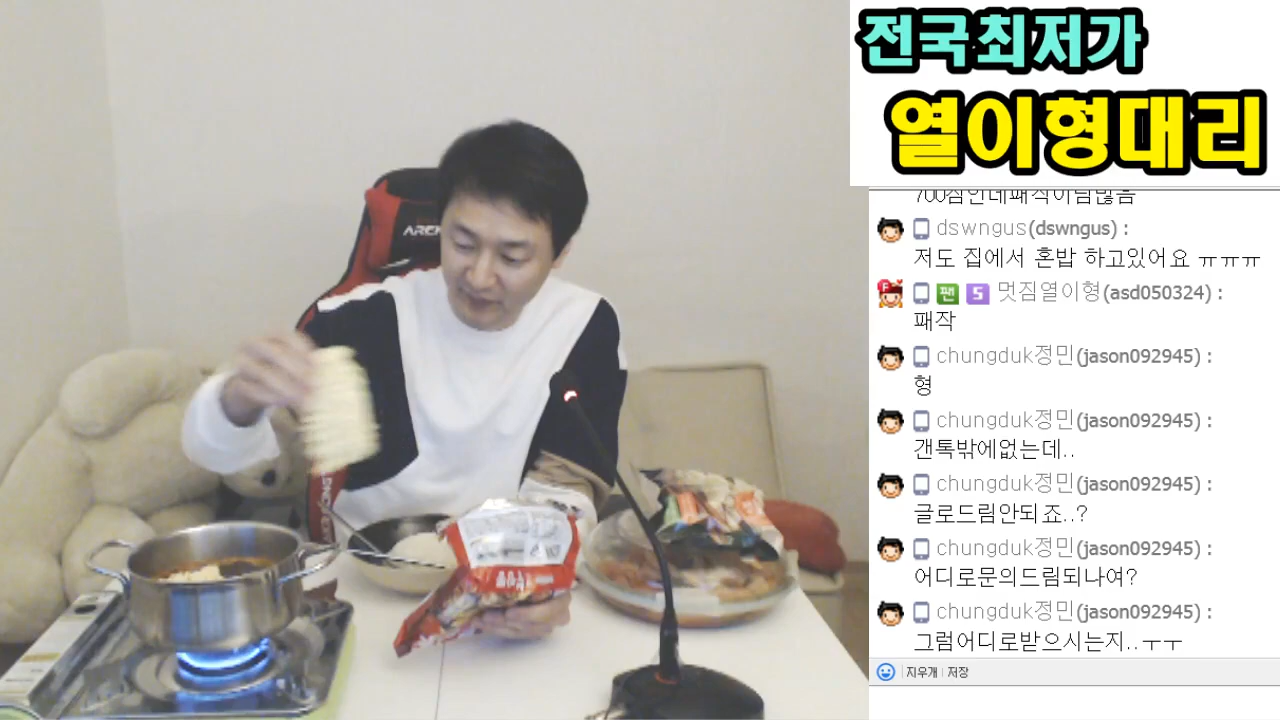 전국최저가
열이형대리
dswngus(dswngus) :
저도 집에서 혼밥 하고있어요 ㅠㅠㅠ
팬 S 멋짐열이형(asd050324) :
패작
chungduk정민(jason092945) :
형
chungduk정민(jason092945) :
갠톡밖에없는데..
chungduk정민(jason092945) :
글로드림안되죠..?
chungduk정민(jason092945) :
어디로문의드림되나여?
chungduk정민(jason092945) :
그럼어디로받으시는지..ㅜㅜ
지우개 저장